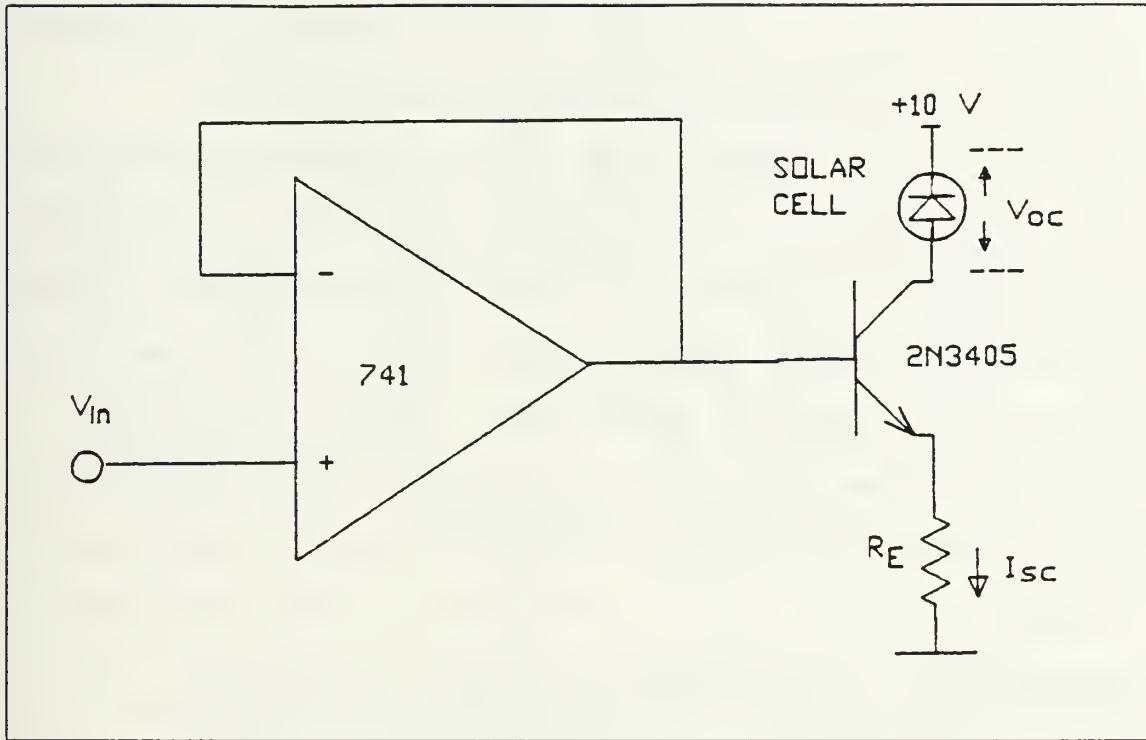 +10 V
SOLAR
CELL
Voc
-
741
2N3405
Vin
+
RE
Isc